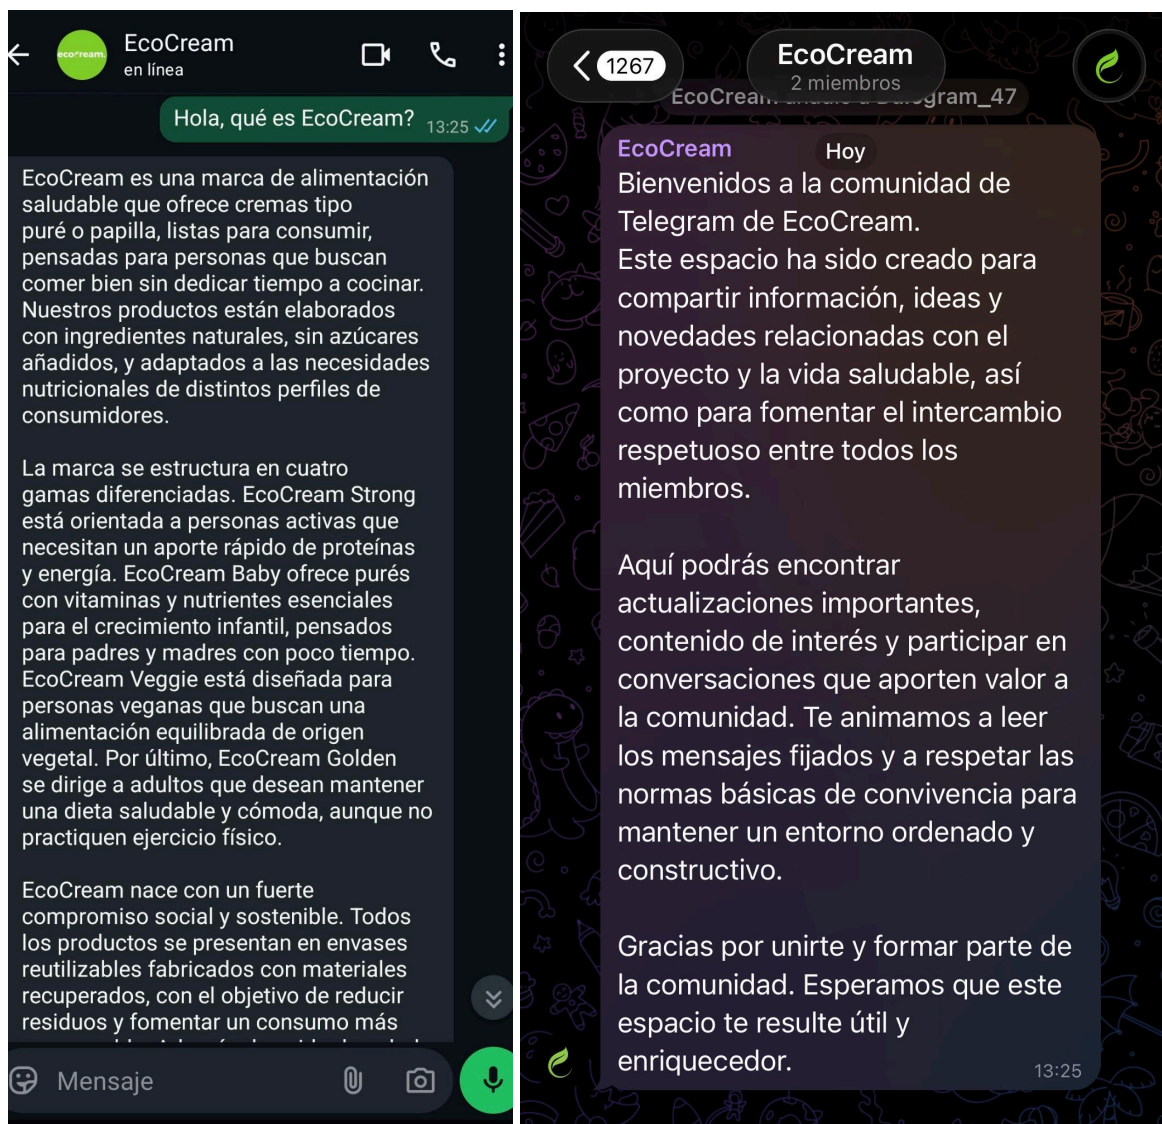 ecocream.
EcoCream
en línea
Hola, qué es EcoCream? 13:25
EcoCream es una marca de alimentación
saludable que ofrece cremas tipo
puré o papilla, listas para consumir,
pensadas para personas que buscan
comer bien sin dedicar tiempo a cocinar.
Nuestros productos están elaborados
con ingredientes naturales, sin azúcares
añadidos, y adaptados a las necesidades
nutricionales de distintos perfiles de
consumidores.
La marca se estructura en cuatro
gamas diferenciadas. EcoCream Strong
está orientada a personas activas que
necesitan un aporte rápido de proteínas
y energía. EcoCream Baby ofrece purés
con vitaminas y nutrientes esenciales
para el crecimiento infantil, pensados
para padres y madres con poco tiempo.
EcoCream Veggie está diseñada para
personas veganas que buscan una
alimentación equilibrada de origen
vegetal. Por último, EcoCream Golden
se dirige a adultos que desean mantener
una dieta saludable y cómoda, aunque no
practiquen ejercicio físico.
EcoCream nace con un fuerte
compromiso social y sostenible. Todos
los productos se presentan en envases
reutilizables fabricados con materiales
recuperados, con el objetivo de reducir
residuos y fomentar un consumo más
Mensaje
1267
EcoCream
2 miembros
EcoCream
EcoCream
Hoy
Bienvenidos a la comunidad de
Telegram de EcoCream.
Este espacio ha sido creado para
compartir información, ideas y
novedades relacionadas con el
proyecto y la vida saludable, así
como para fomentar el intercambio
respetuoso entre todos los
miembros.
Aquí podrás encontrar
actualizaciones importantes,
contenido de interés y participar en
conversaciones que aporten valor a
la comunidad. Te animamos a leer
los mensajes fijados y a respetar las
normas básicas de convivencia para
mantener un entorno ordenado y
constructivo.
Gracias por unirte y formar parte de
la comunidad. Esperamos que este
espacio te resulte útil y
enriquecedor.
13:25